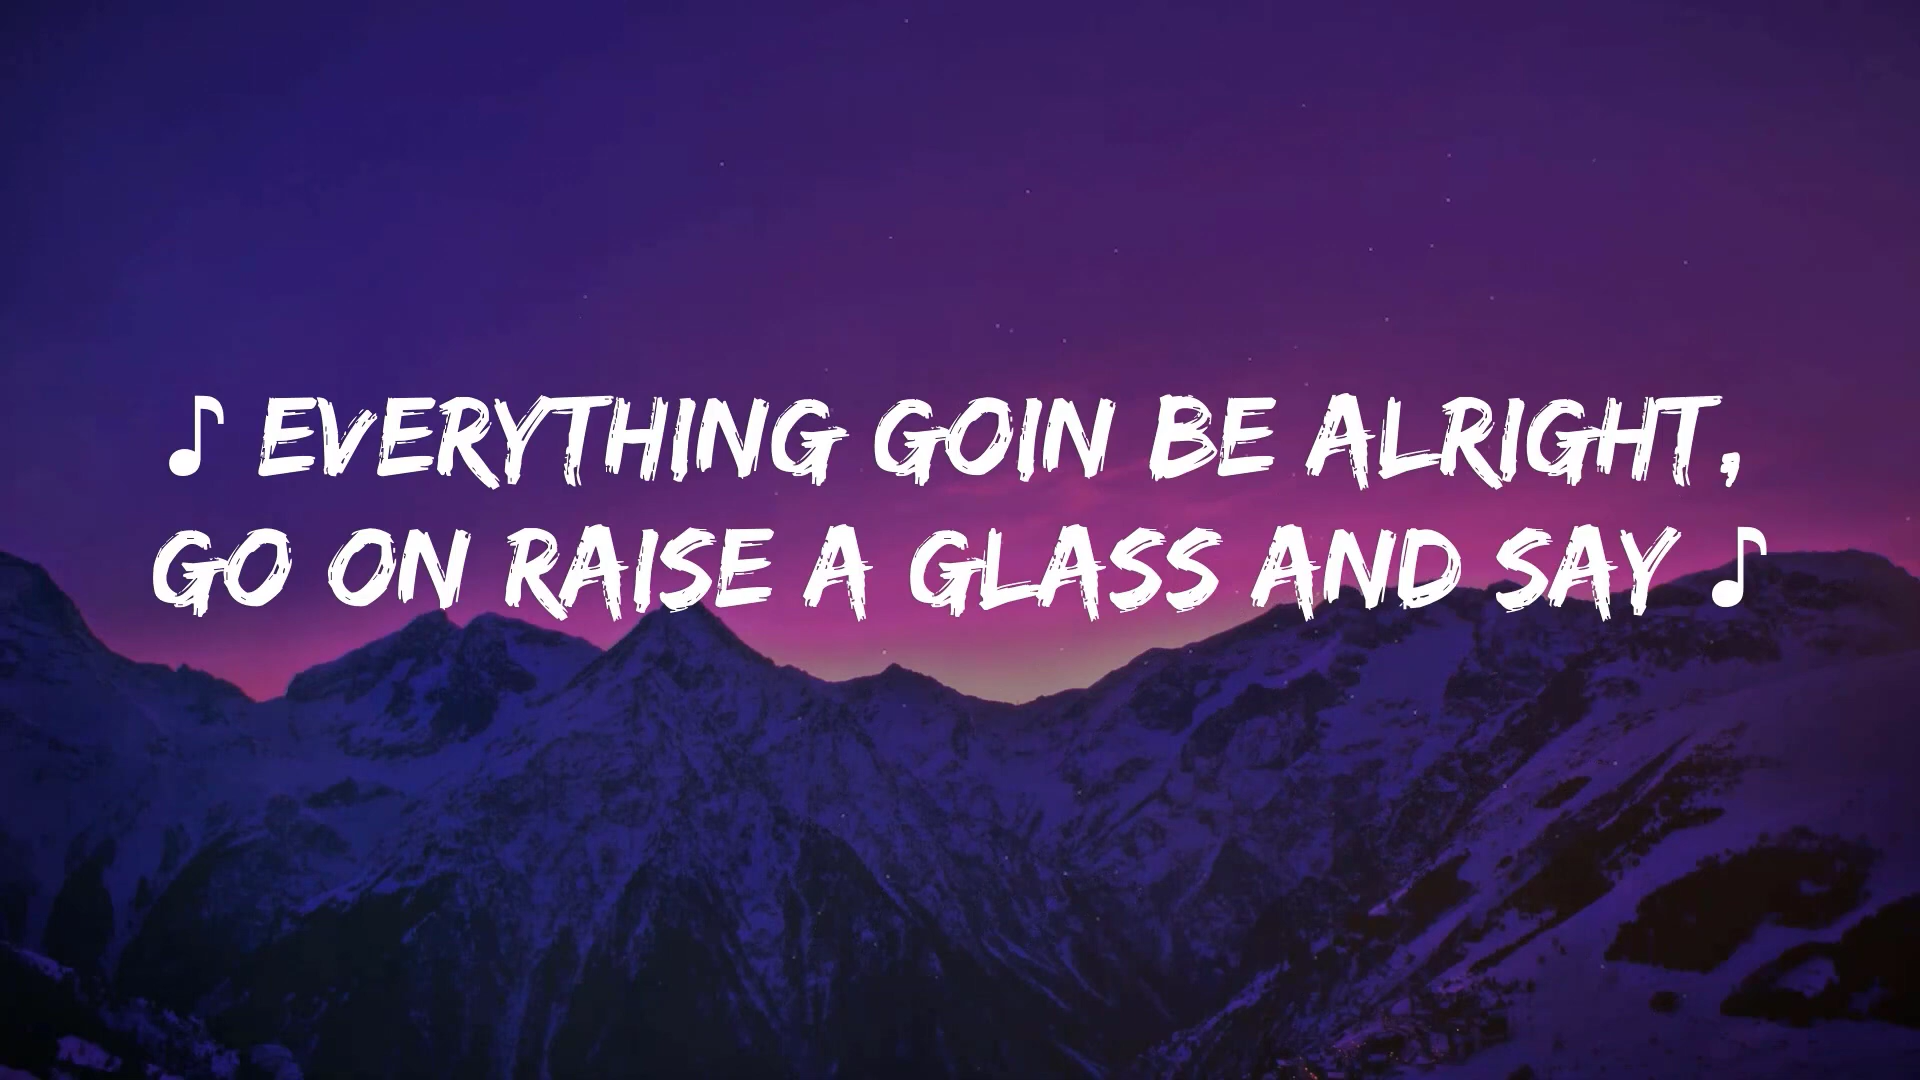 ♪ EVERYTHING GOIN BE ALRIGHT,
GO ON RAISE A GLASS AND SAY ♪